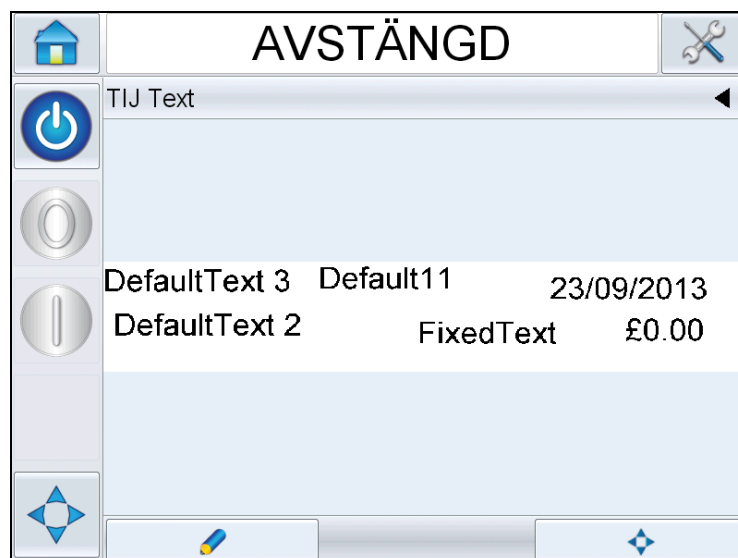 AVSTÄNGD
TIJ Text
DefaultText 3 Default11 23/09/2013
DefaultText 2 FixedText £0.00